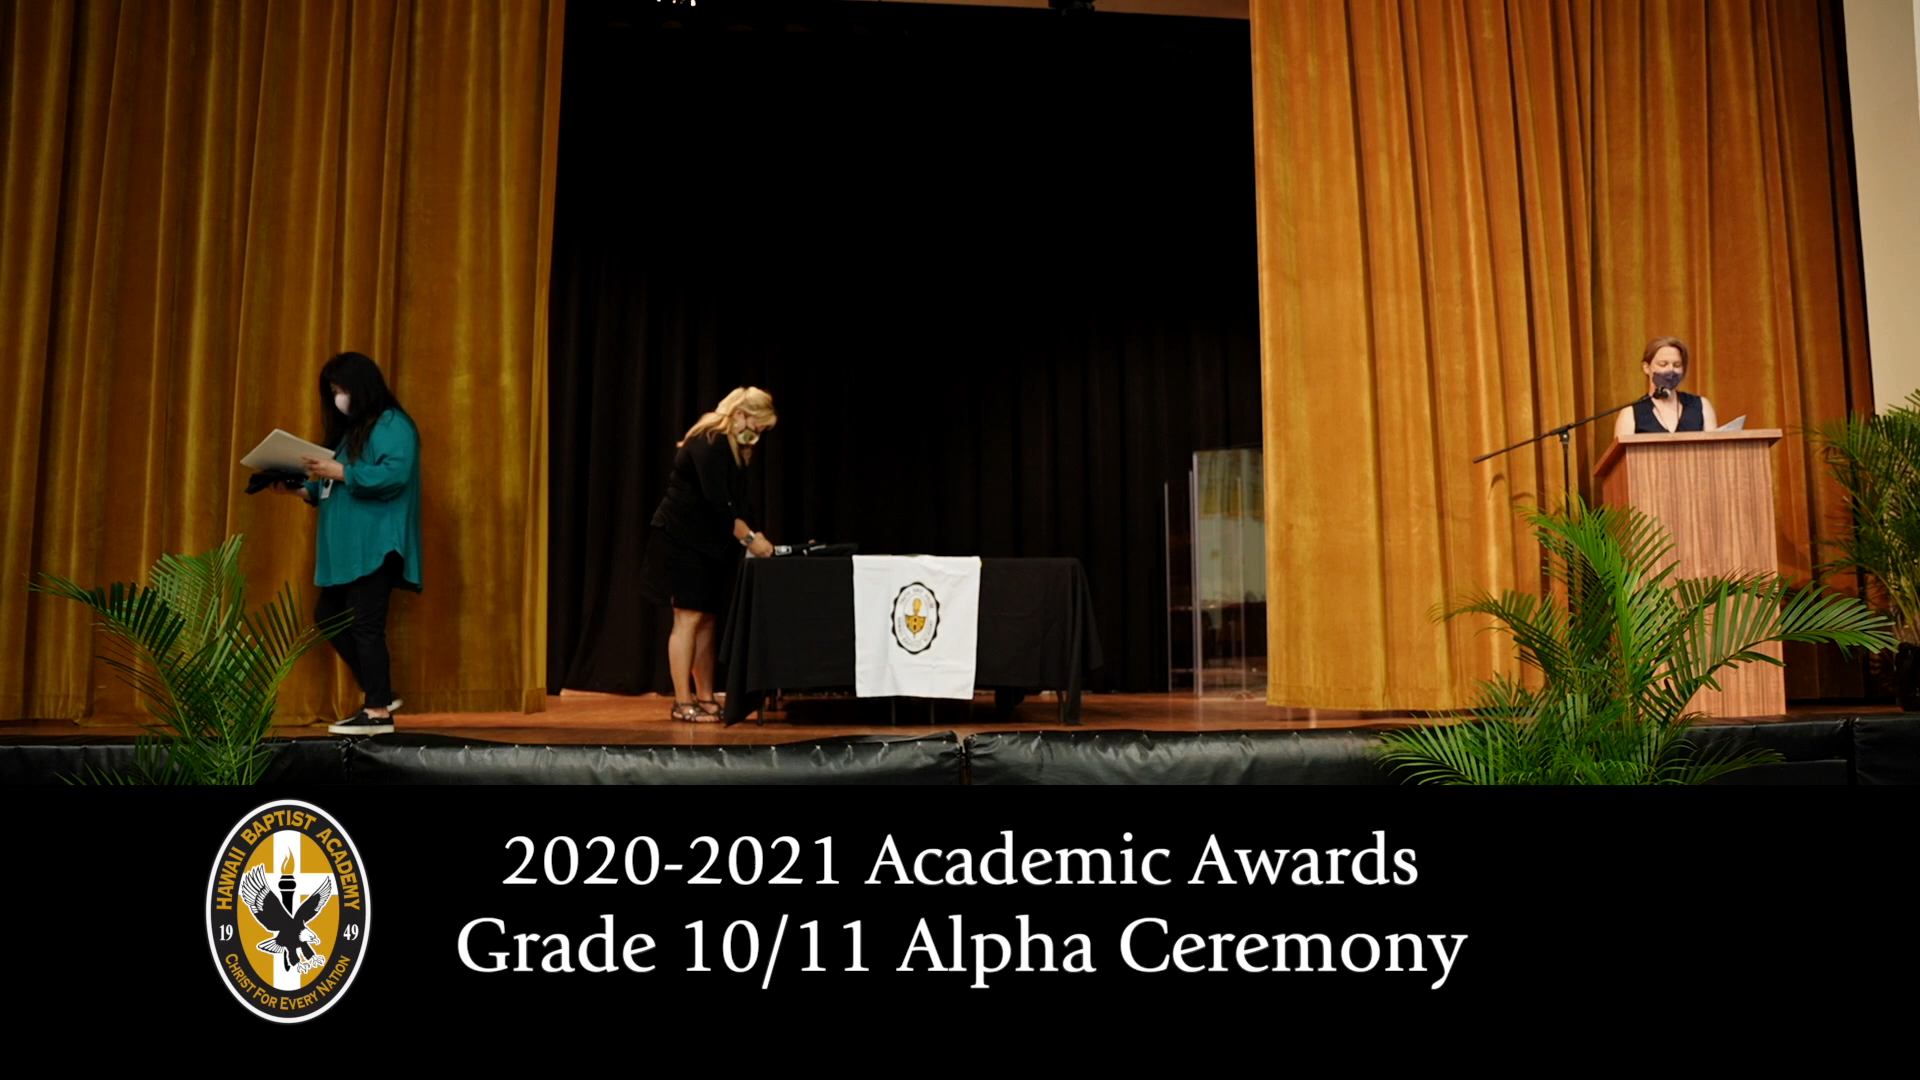 HAWAII BAPTIST ACADEMY
19 49
CHRIST FOR EVERY NATION
2020-2021 Academic Awards
Grade 10/11 Alpha Ceremony